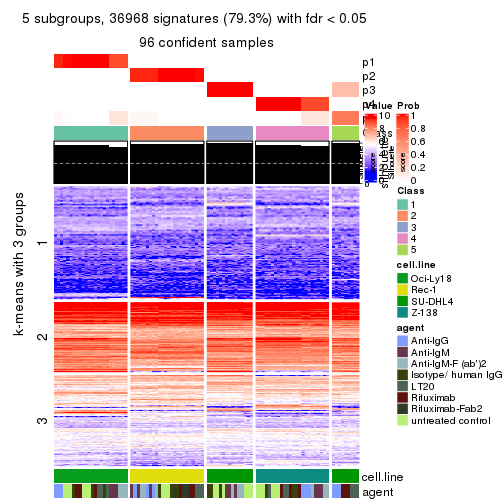 5 subgroups, 36968 signatures (79.3%) with fdr < 0.05
96 confident samples
p1
p2
p3
k-means with 3 groups
1
2
3
Value
10
8
Prob
1
0.8
0.6
0.4
0.2
0
Class
1
2
3
4
5
cell.line
Oci-Ly18
Rec-1
SU-DHL4
Z-138
agent
Anti-IgG
Anti-IgM
Anti-IgM-F (ab')2
Isotype/ human IgG
LT20
Rituximab
Rituximab-Fab2
untreated control
cell.line
agent